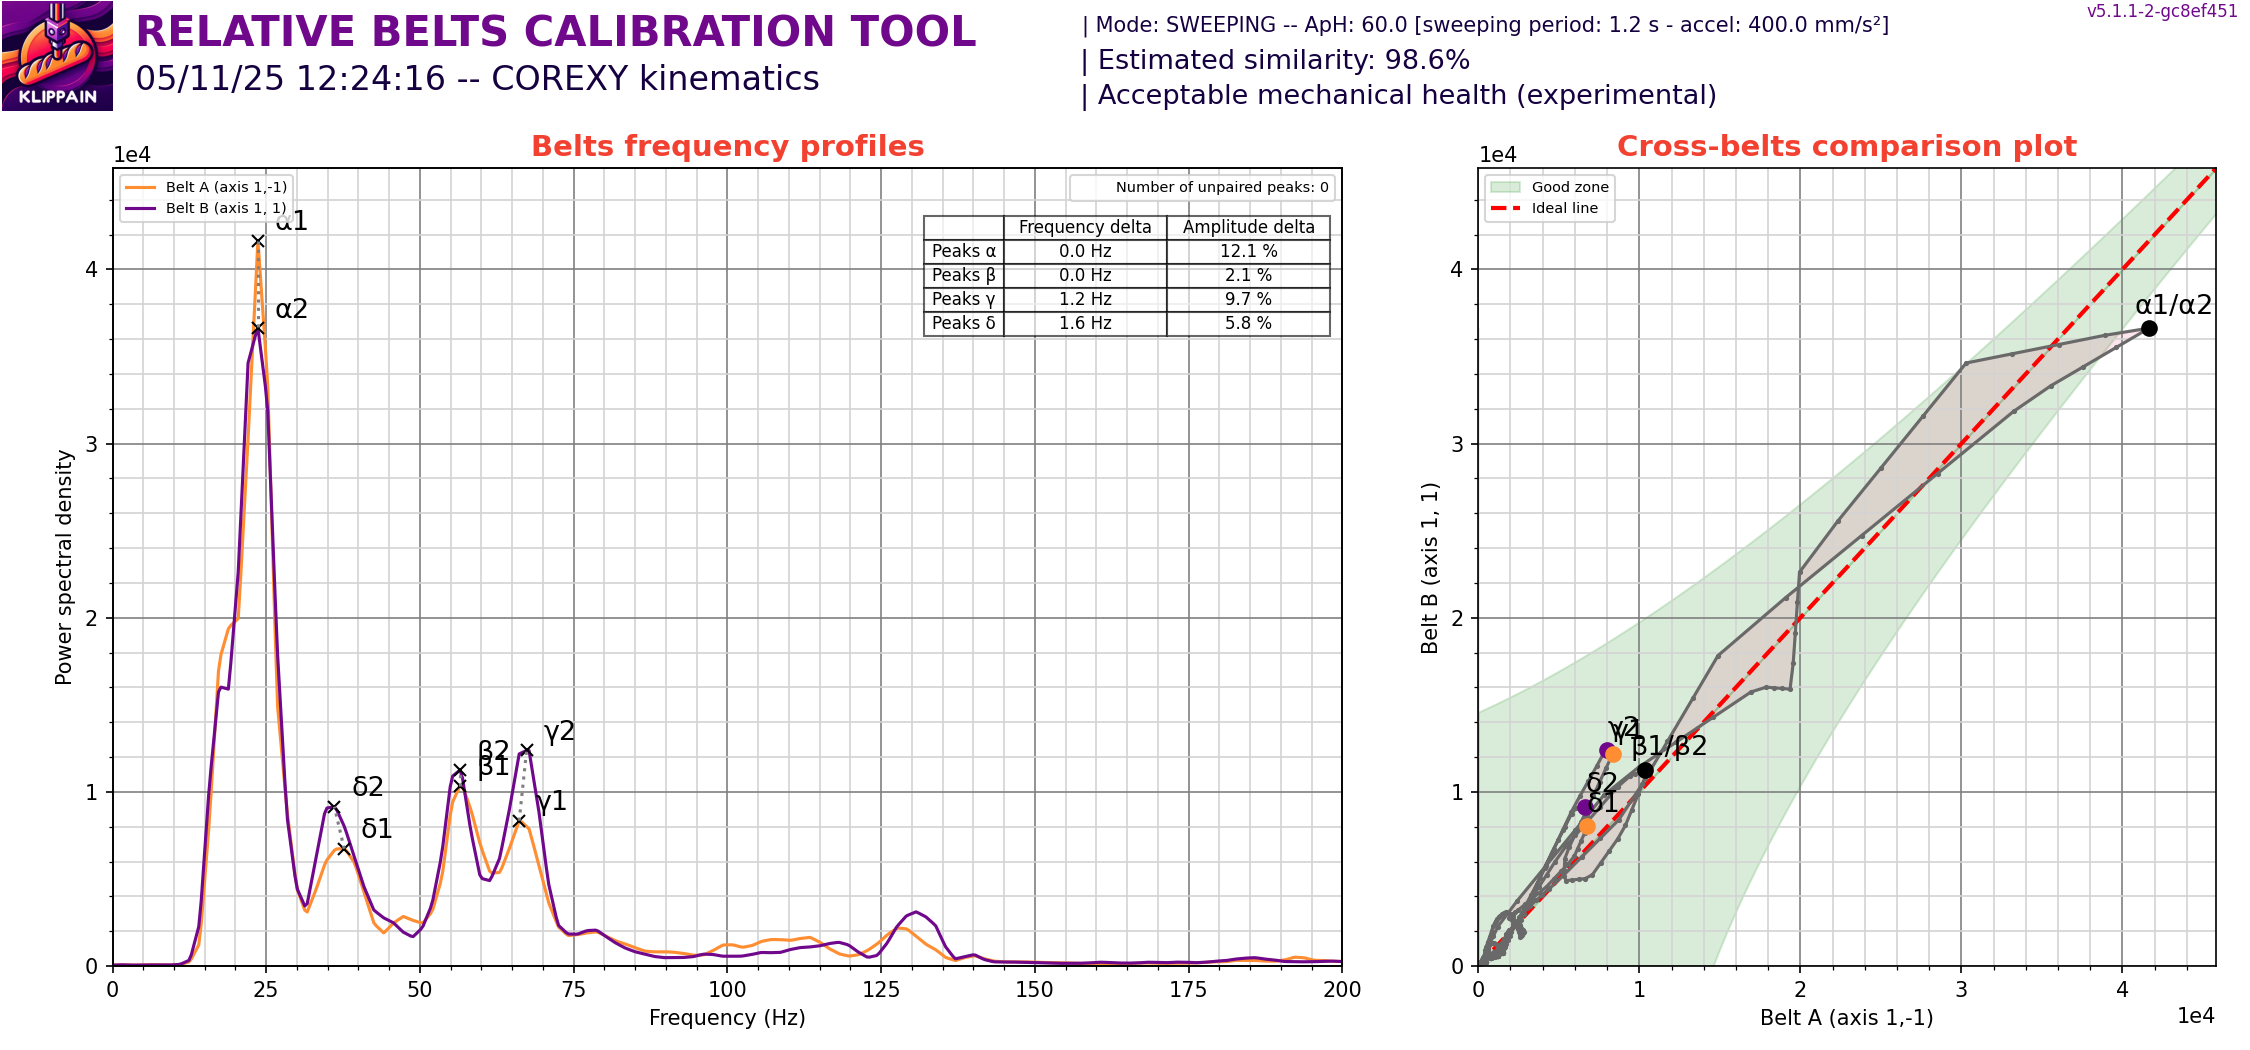 KLIPPAIN
RELATIVE BELTS CALIBRATION TOOL
05/11/25 12:24:16 -- COREXY kinematics
| Mode: SWEEPING -- ApH: 60.0 [sweeping period: 1.2 s - accel: 400.0 mm/s²]
| Estimated similarity: 98.6%
| Acceptable mechanical health (experimental)
v5.1.1-2-gc8ef451
Belts frequency profiles
1e4
Belt A (axis 1,-1)
Belt B (axis 1, 1)
Number of unpaired peaks: 0
Frequency delta Amplitude delta
Peaks α 0.0 Hz 12.1 %
Peaks β 0.0 Hz 2.1 %
Peaks γ 1.2 Hz 9.7 %
Peaks δ 1.6 Hz 5.8 %
α1
α2
γ2
β2
β1
δ2
γ1
δ1
4
3
2
1
0
Power spectral density
0 25 50 75 100 125 150 175 200
Frequency (Hz)
Cross-belts comparison plot
1e4
Good zone
Ideal line
α1/α2
γ2
γ1
β1/β2
δ2
δ1
4
3
2
1
0
Belt B (axis 1, 1)
0 1 2 3 4
Belt A (axis 1,-1)
1e4